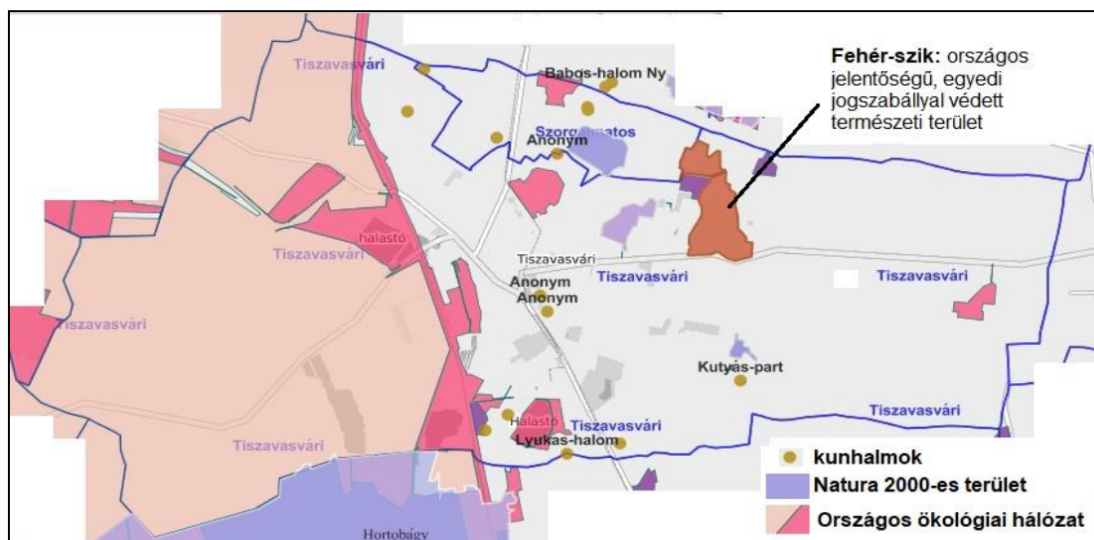 Tiszavasvári
Babos-halom Ny
Fehér-szik: országos
jelentőségű, egyedi
jogszabállyal védett
természeti terület
Szorgalmatos
Anonym
halastó
Tiszavasvári
Tiszavasvári
Tiszavasvári
Tiszavasvári
Anonym
Anonym
Tiszavasvári
Kutyás-part
Tiszavasvári
Halastó
Tiszavasvári
Tiszavasvári
Lyukas-halom
kunhalmok
Natura 2000-es terület
Országos ökológiai hálózat
Hortobágy